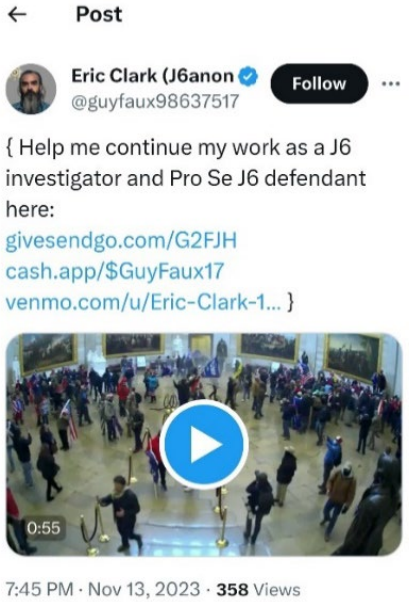 Post
Eric Clark (J6anon
Follow
@guyfaux98637517
{ Help me continue my work as a J6
investigator and Pro Se J6 defendant
here:
givesendgo.com/G2FJH
cash.app/$GuyFaux17
venmo.com/u/Eric-Clark-1... }
0:55
7:45 PM · Nov 13, 2023 · 358 Views